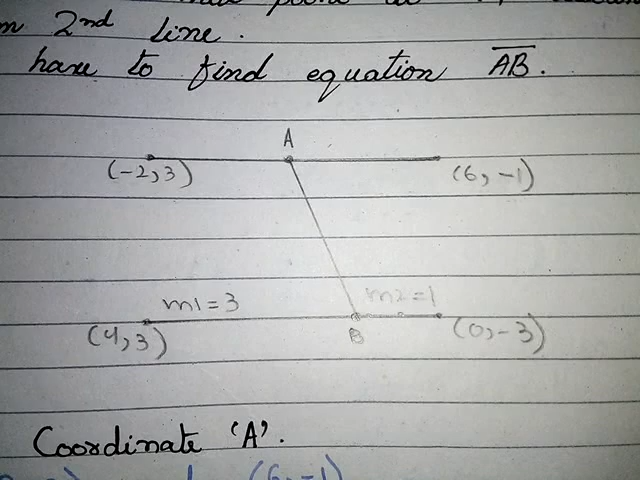 m 2nd line.
have to find equation AB.
A
(-2,3) (6,-1)
m1=3 m2=1
(4,3) B (0,-3)
Coordinate 'A'.
(6,-1)